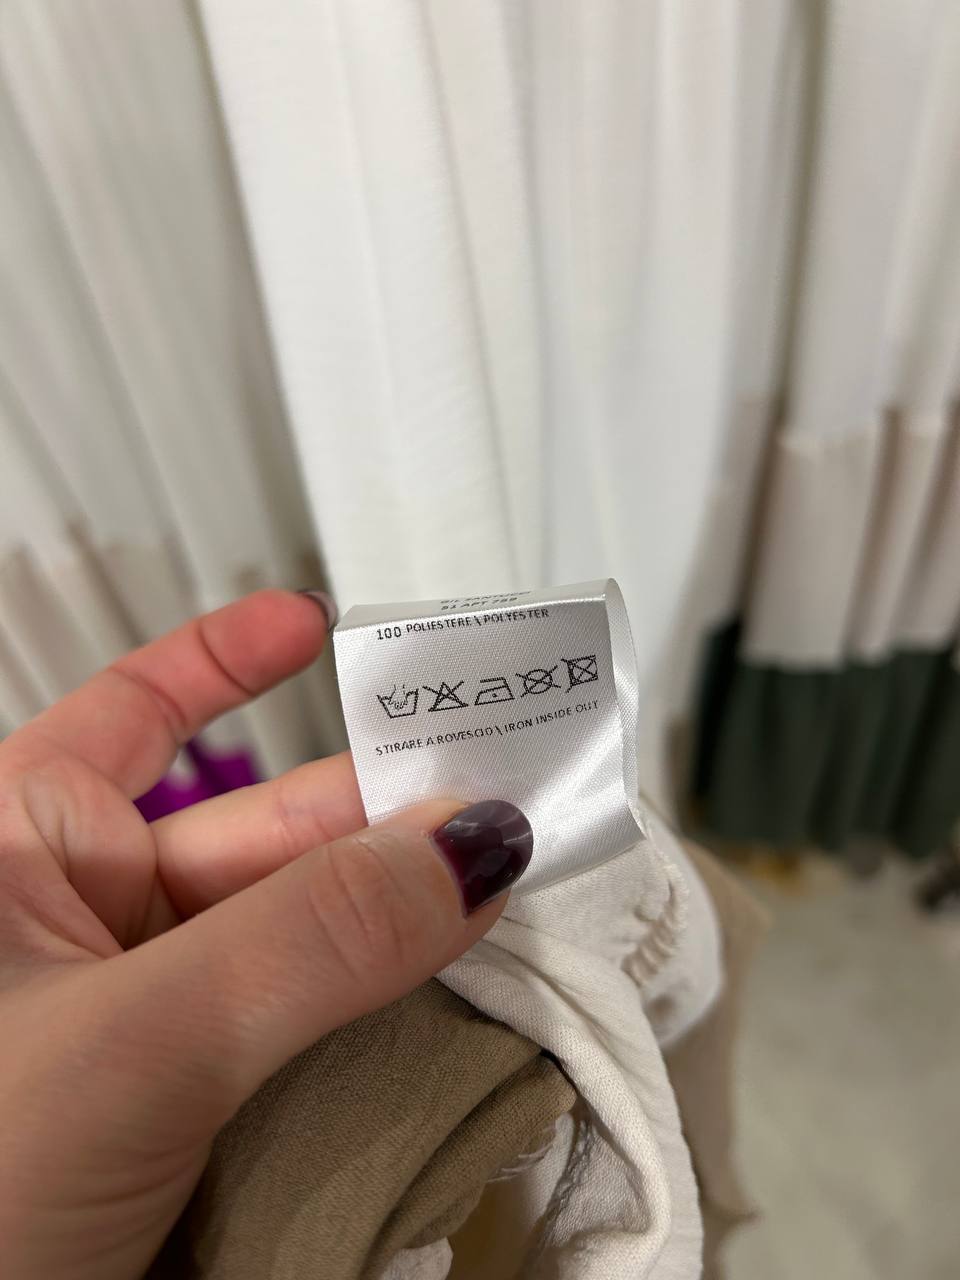 100 POLIESTERE \ POLYESTER
STIRARE A ROVESCIO \ IRON INSIDE OUT